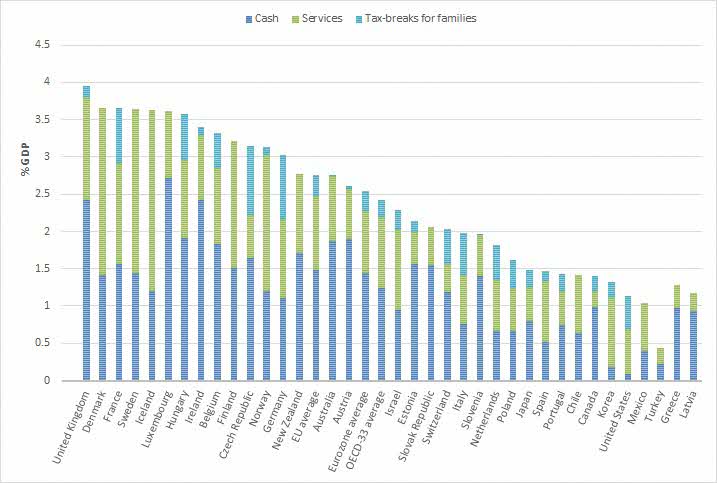 Cash Services Tax-breaks for families
4.5
4
3.5
3
2.5
2
1.5
1
0.5
0
%GDP
United Kingdom
Denmark
France
Sweden
Iceland
Luxembourg
Hungary
Ireland
Belgium
Finland
Czech Republic
Norway
Germany
New Zealand
EU average
Australia
Austria
Eurozone average
OECD-33 average
Israel
Estonia
Slovak Republic
Switzerland
Italy
Slovenia
Netherlands
Poland
Japan
Spain
Portugal
Chile
Canada
Korea
United States
Mexico
Turkey
Greece
Latvia